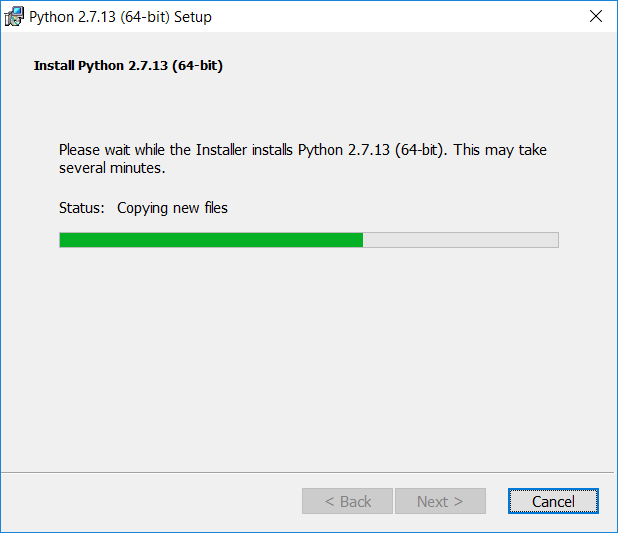 Python 2.7.13 (64-bit) Setup
Install Python 2.7.13 (64-bit)
Please wait while the Installer installs Python 2.7.13 (64-bit). This may take
several minutes.
Status: Copying new files
< Back Next > Cancel